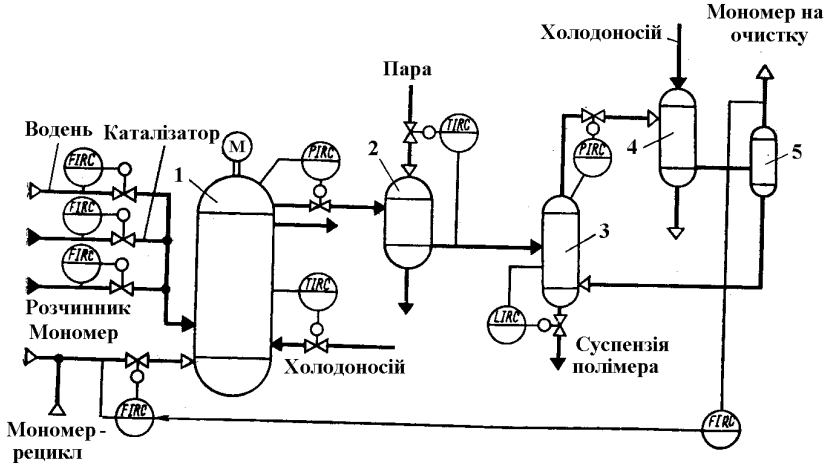 Мономер на
очистку
Холодоносій
Пара
Водень
Каталізатор
М
FIRC
PIRC
TIRC
1
2
4
5
FIRC
PIRC
FIRC
3
Розчинник
TIRC
Мономер
LIRC
Холодоносій
Суспензія
полімера
FIRC
FIRC
Мономер-
рецикл